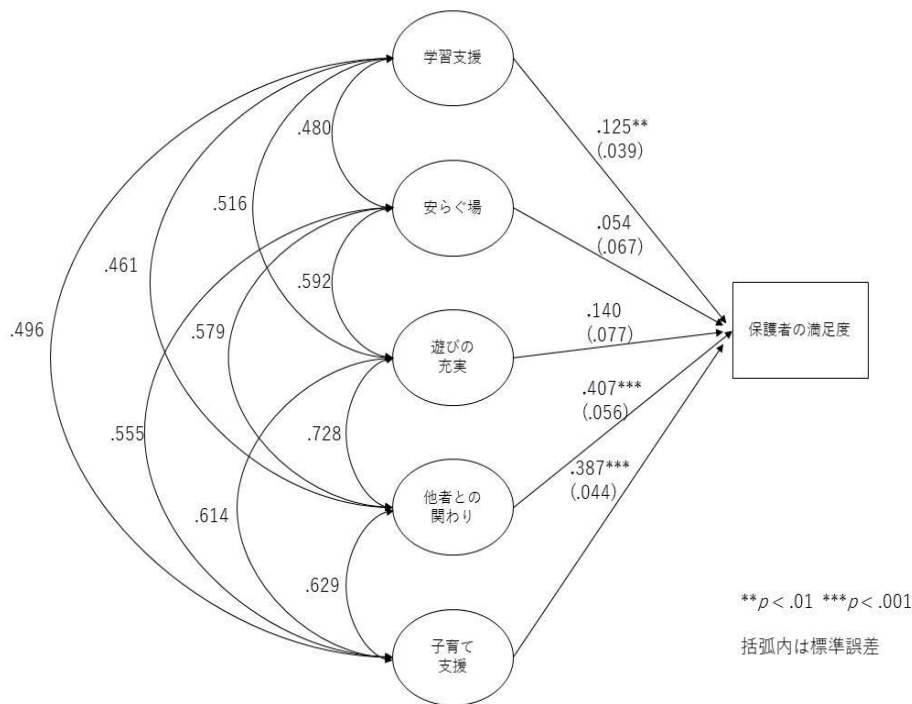 学習支援
.480
.125**
(.039)
.516
安らぐ場
.054
(.067)
.461
.592
.496
.579
遊びの
充実
.140
(.077)
保護者の満足度
.407***
(.056)
.555
.728
.387***
(.044)
他者との
関わり
.614
.629
**p < .01 ***p < .001
子育て
支援
括弧内は標準誤差